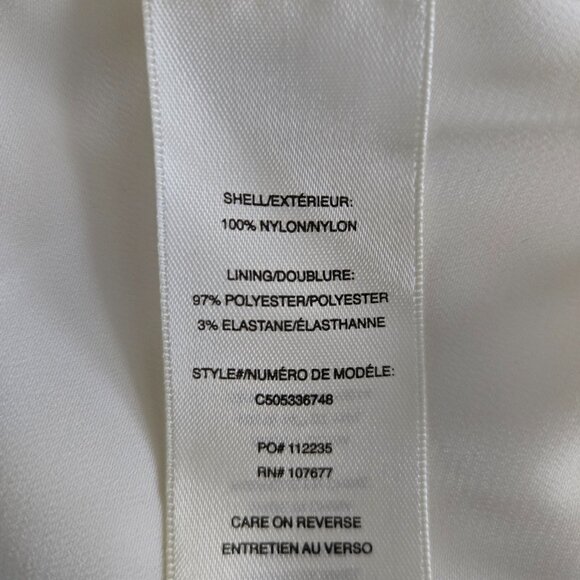 SHELL/EXTÉRIEUR:
100% NYLON/NYLON
LINING/DOUBLURE:
97% POLYESTER/POLYESTER
3% ELASTANE/ÉLASTHANNE
STYLE#/NUMÉRO DE MODÉLE:
C505336748
PO# 112235
RN# 107677
CARE ON REVERSE
ENTRETIEN AU VERSO